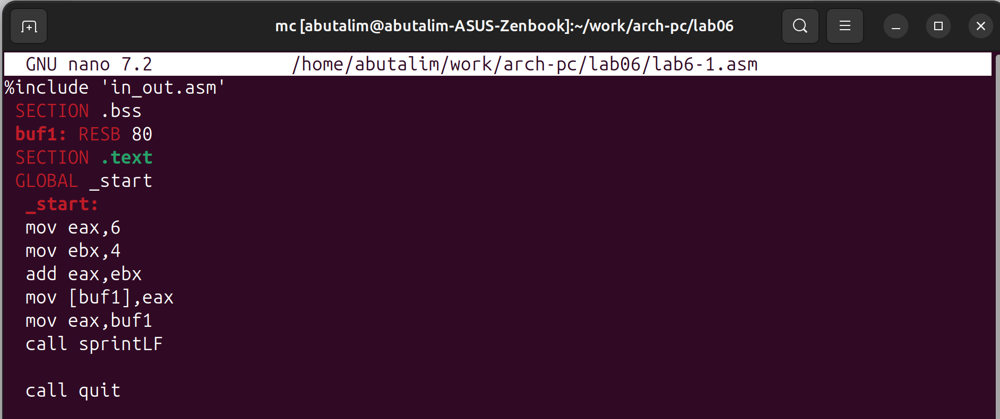 mc [abutalim@abutalim-ASUS-Zenbook]:~/work/arch-pc/lab06
GNU nano 7.2 /home/abutalim/work/arch-pc/lab06/lab6-1.asm
%include 'in_out.asm'
SECTION .bss
buf1: RESB 80
SECTION .text
GLOBAL _start
_start:
mov eax,6
mov ebx,4
add eax,ebx
mov [buf1],eax
mov eax,buf1
call sprintLF
call quit